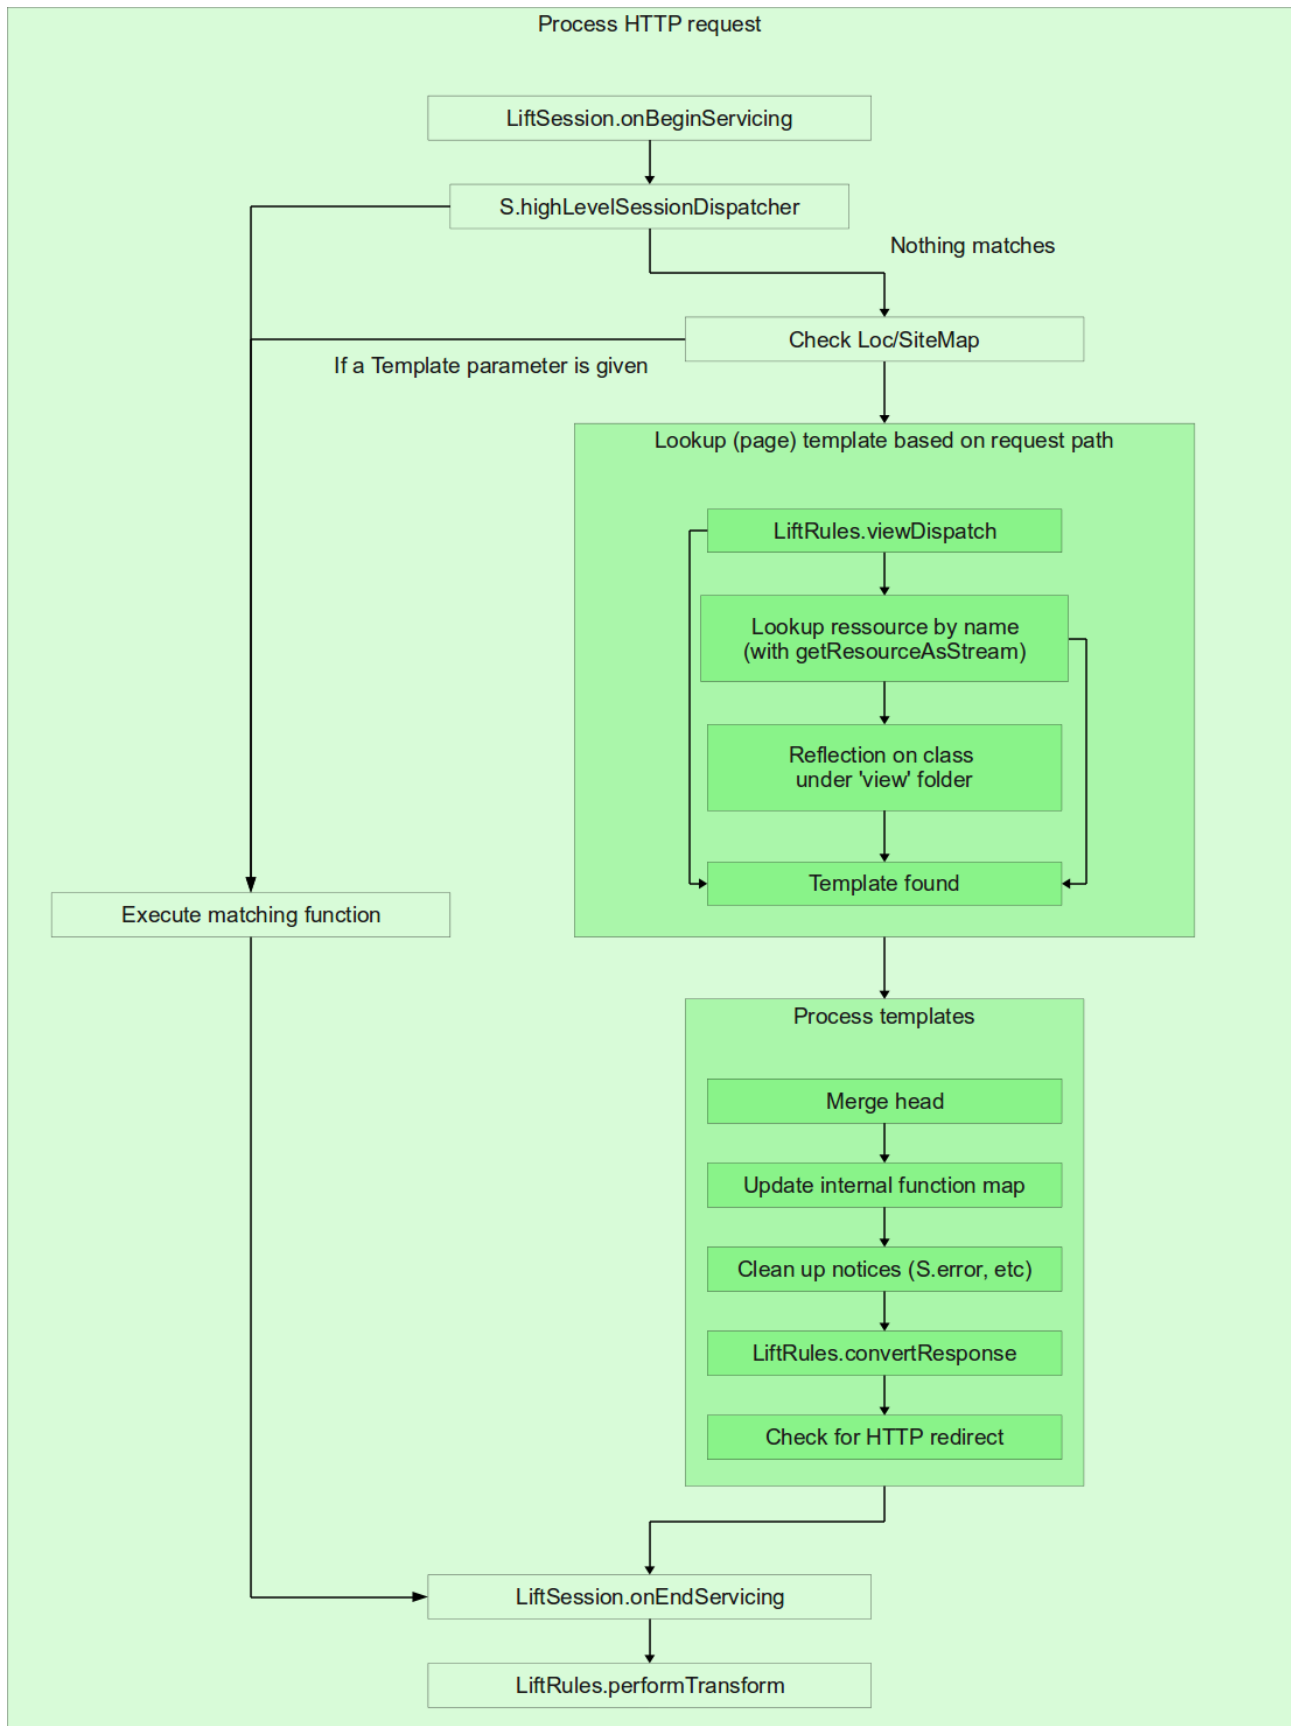 Process HTTP request
LiftSession.onBeginServicing
S.highLevelSessionDispatcher
Nothing matches
Check Loc/SiteMap
If a Template parameter is given
Lookup (page) template based on request path
LiftRules.viewDispatch
Lookup ressource by name
(with getResourceAsStream)
Reflection on class
under 'view' folder
Template found
Execute matching function
Process templates
Merge head
Update internal function map
Clean up notices (S.error, etc)
LiftRules.convertResponse
Check for HTTP redirect
LiftSession.onEndServicing
LiftRules.performTransform